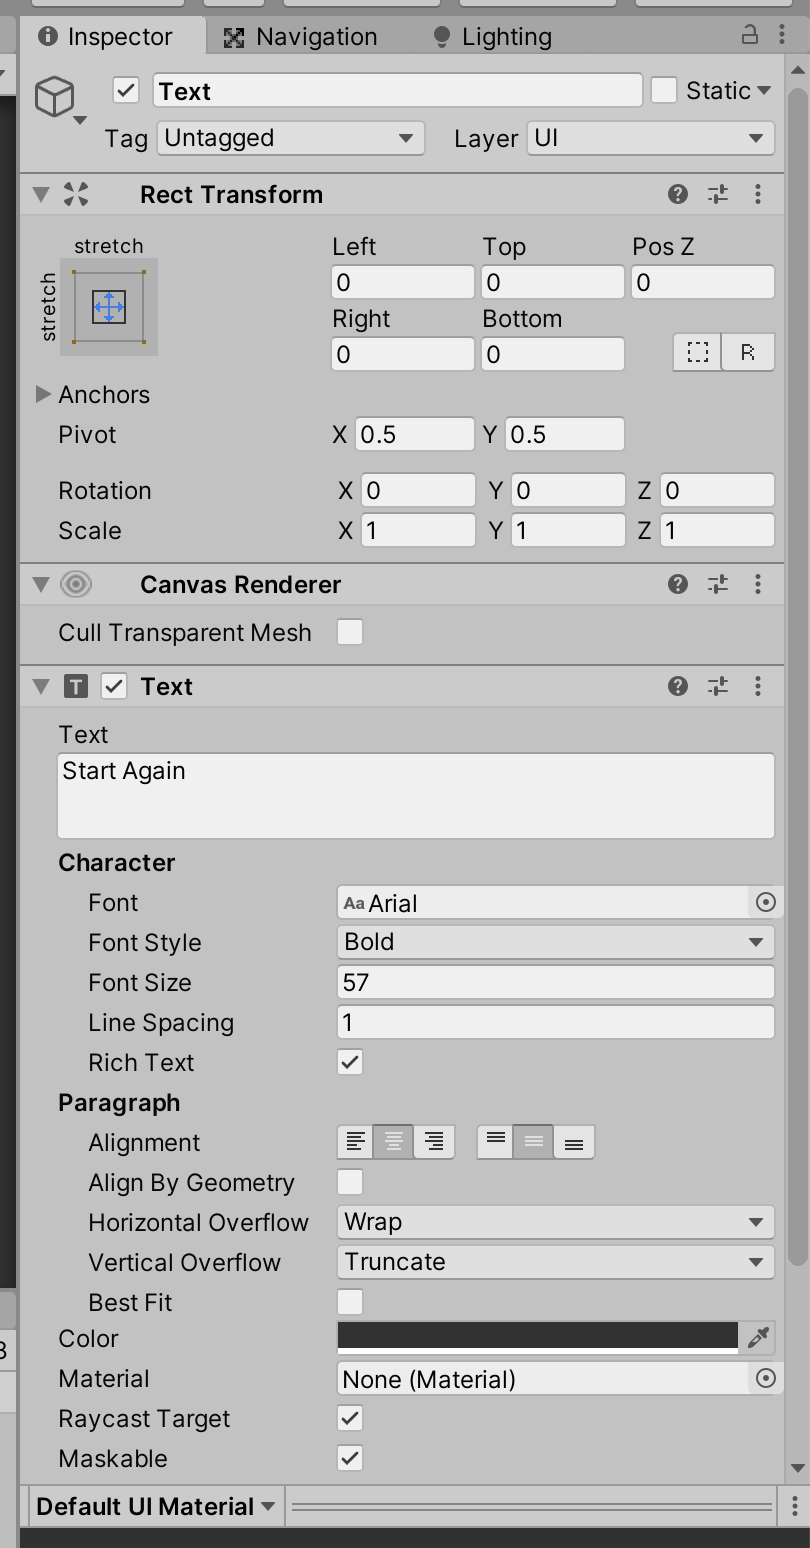 Inspector Navigation Lighting
Text Static
Tag Untagged Layer UI
Rect Transform
stretch Left Top Pos Z
stretch 0 0 0
Right Bottom
0 0 R
Anchors
Pivot X 0.5 Y 0.5
Rotation X 0 Y 0 Z 0
Scale X 1 Y 1 Z 1
Canvas Renderer
Cull Transparent Mesh
T Text
Text
Start Again
Character
Font Aa Arial
Font Style Bold
Font Size 57
Line Spacing 1
Rich Text
Paragraph
Alignment
Align By Geometry
Horizontal Overflow Wrap
Vertical Overflow Truncate
Best Fit
Color
Material None (Material)
Raycast Target
Maskable
Default UI Material